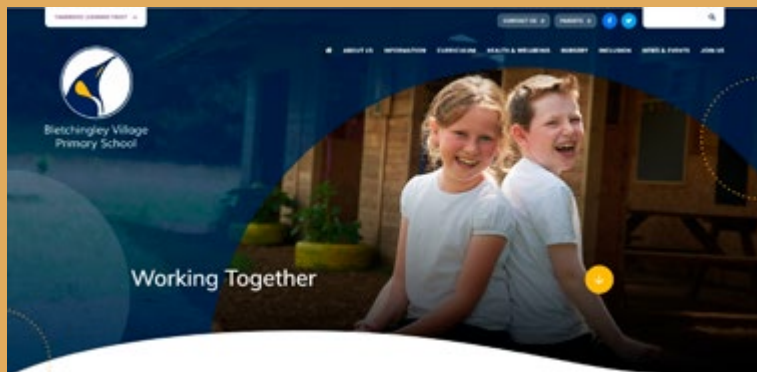 TANDRIDGE LEARNING TRUST
CONTACT US
PARENTS
ABOUT US INFORMATION CURRICULUM HEALTH & WELLBEING NURSERY INCLUSION NEWS & EVENTS JOIN US
Bletchingley Village
Primary School
Working Together